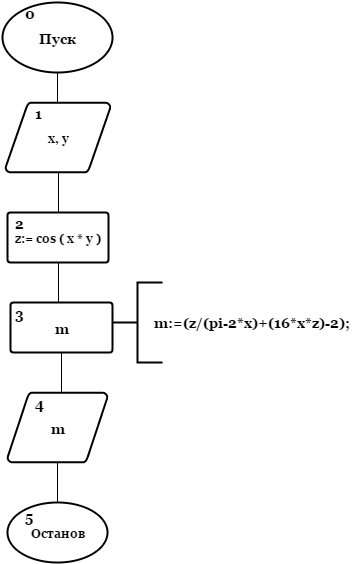 0
Пуск
1
x, y
2
z:= cos ( x * y )
3
m
m:=(z/(pi-2*x)+(16*x*z)-2);
4
m
5
Останов